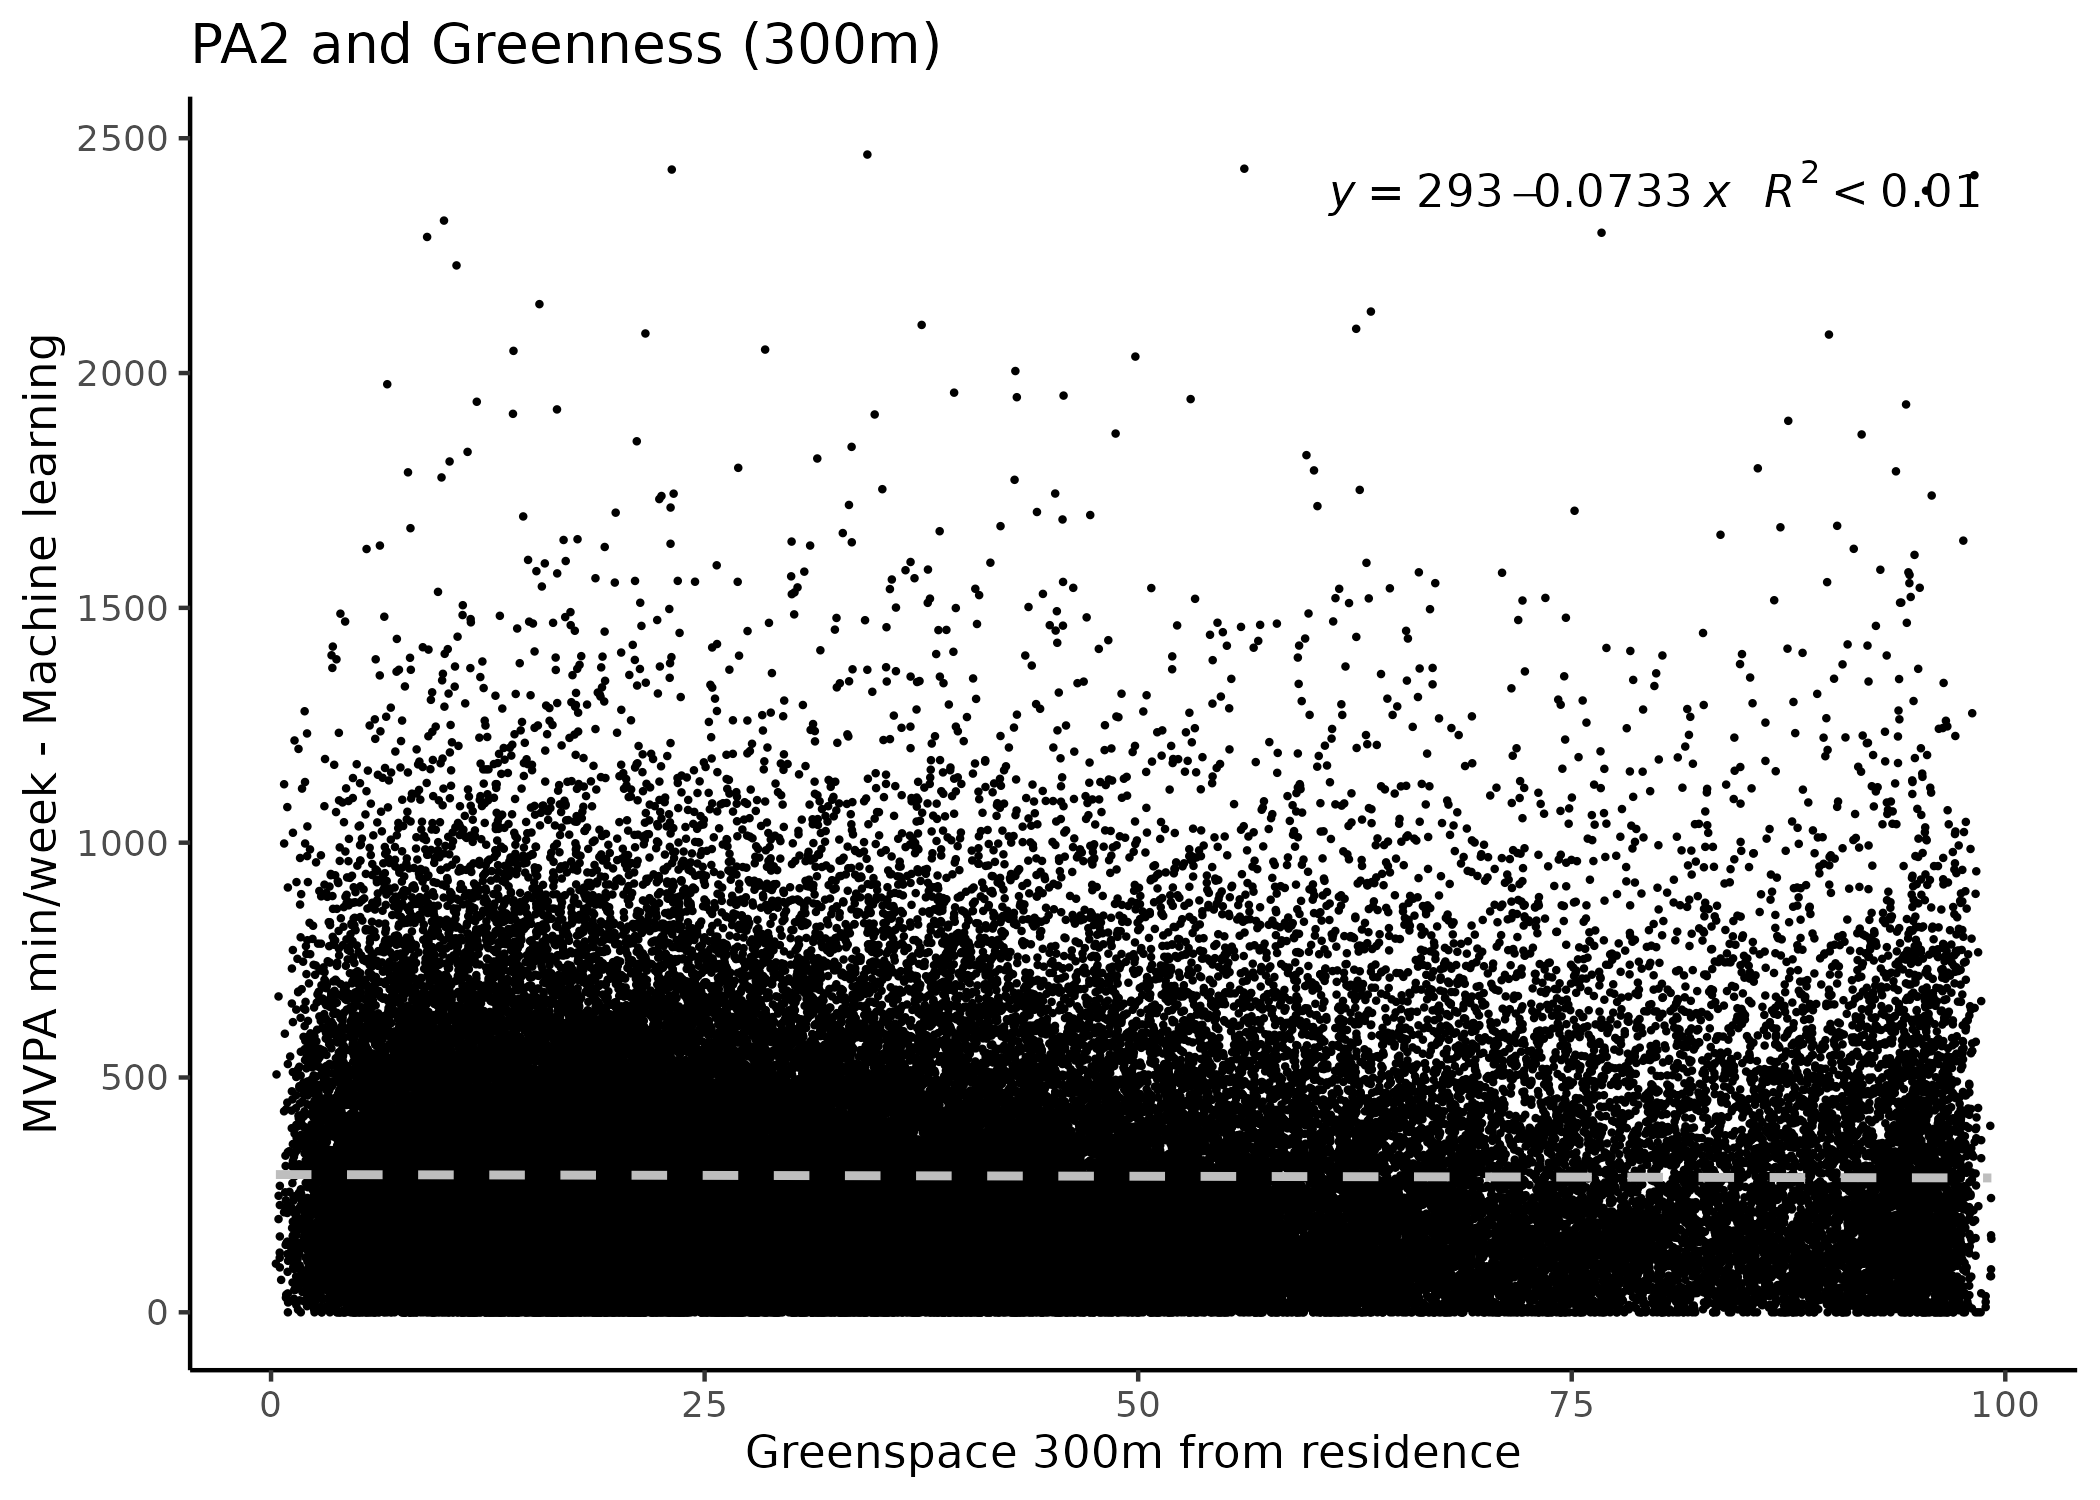 PA2 and Greenness (300m)
y = 293 – 0.0733 x R² < 0.01
MVPA min/week - Machine learning
2500
2000
1500
1000
500
0
0 25 50 75 100
Greenspace 300m from residence